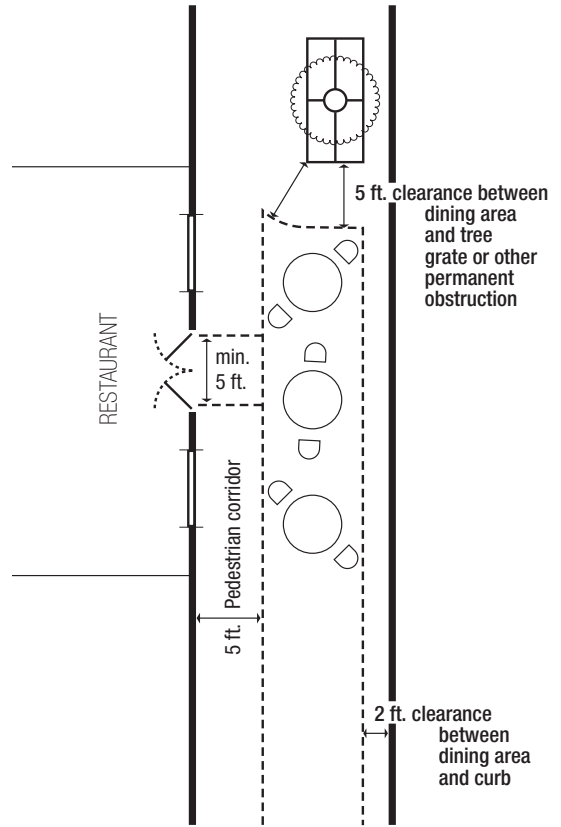 5 ft. clearance between
dining area
and tree
grate or other
permanent
obstruction
RESTAURANT
min.
5 ft.
5 ft. Pedestrian corridor
2 ft. clearance
between
dining area
and curb